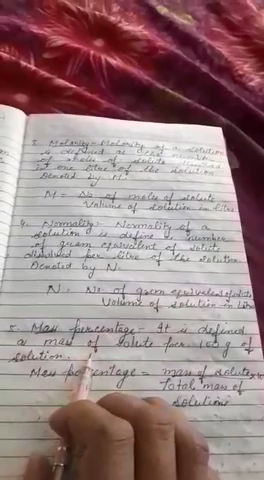 3. Molarity:- Molarity of a solution
is defined as the number
of moles of solute dissolved
in one litre of the solution
Denoted by M.
M = No. of moles of solute
Volume of solution in litre
4. Normality:- Normality of a
solution is define number
of gram equivalent of solute
dissolved per litre of the solution.
Denoted by N.
N = No. of gram equivalent of solute
Volume of solution in Litre
5. Mass percentage - It is defined
a mass of solute per 100 g of
solution.
Mass percentage = mass of solute ×
Total mass of
solution